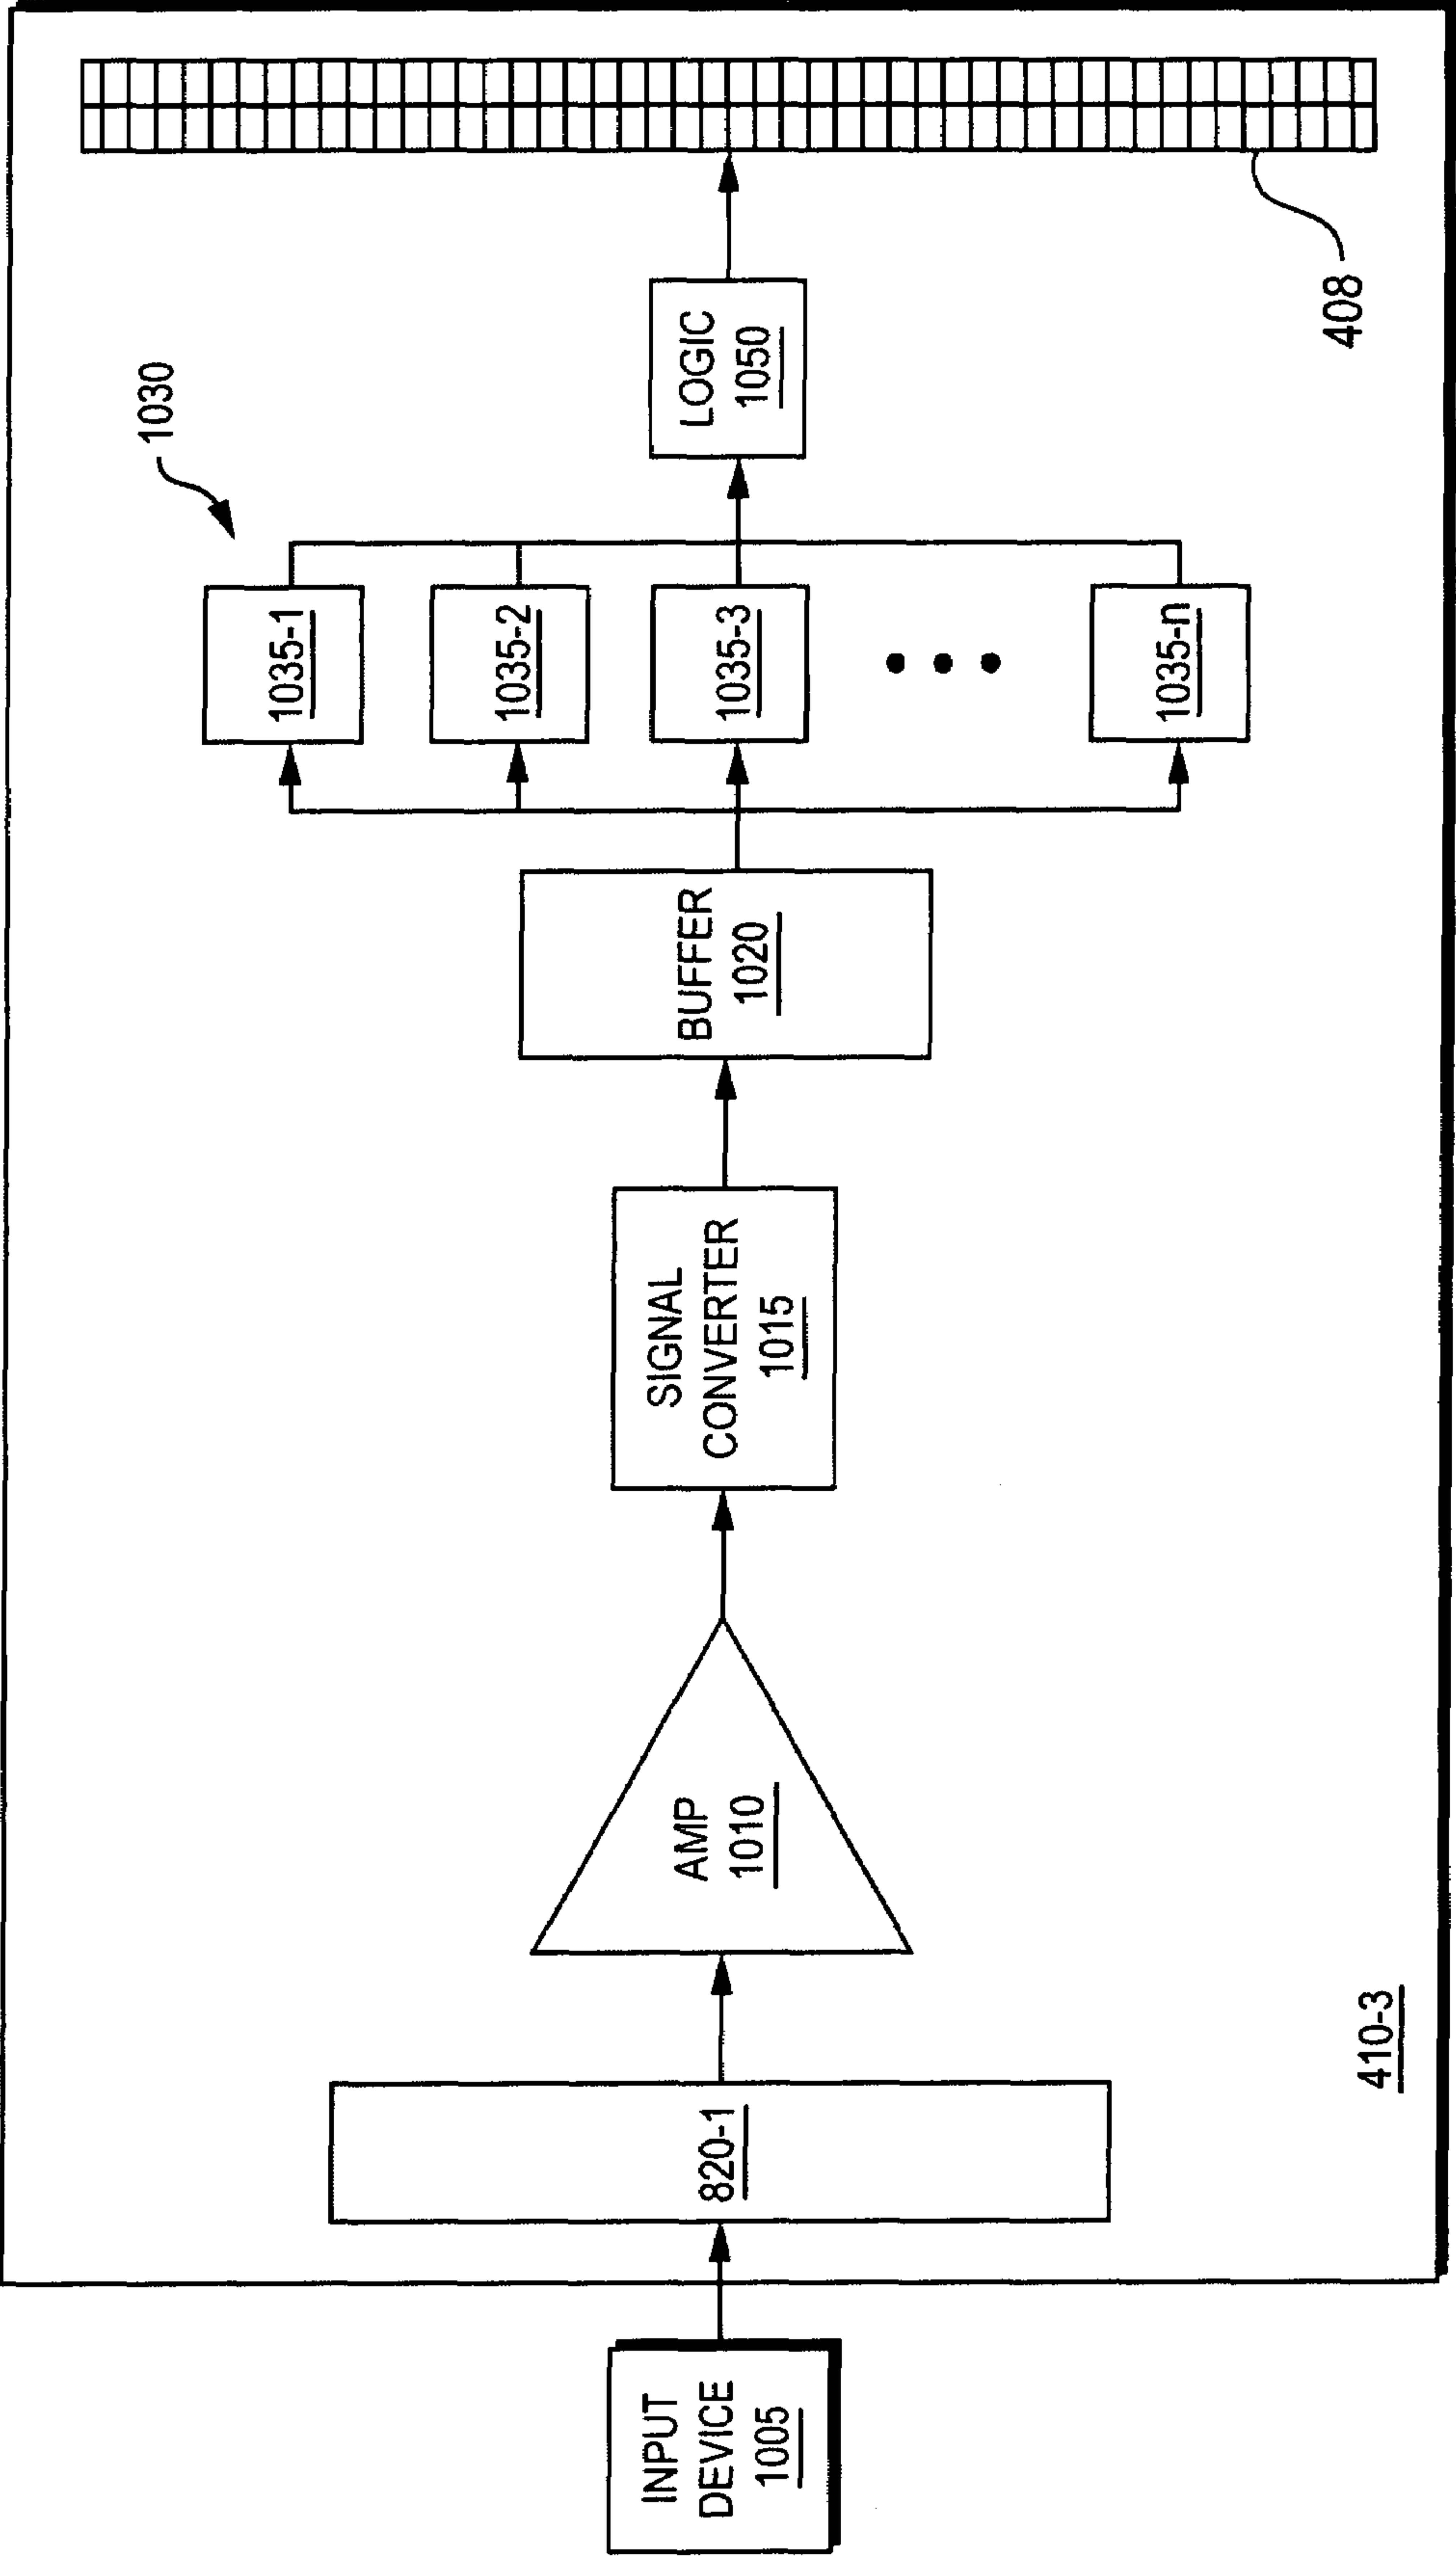 INPUT
DEVICE
1005
820-1
AMP
1010
SIGNAL
CONVERTER
1015
BUFFER
1020
1030
1035-1
1035-2
1035-3
1035-n
LOGIC
1050
408
410-3